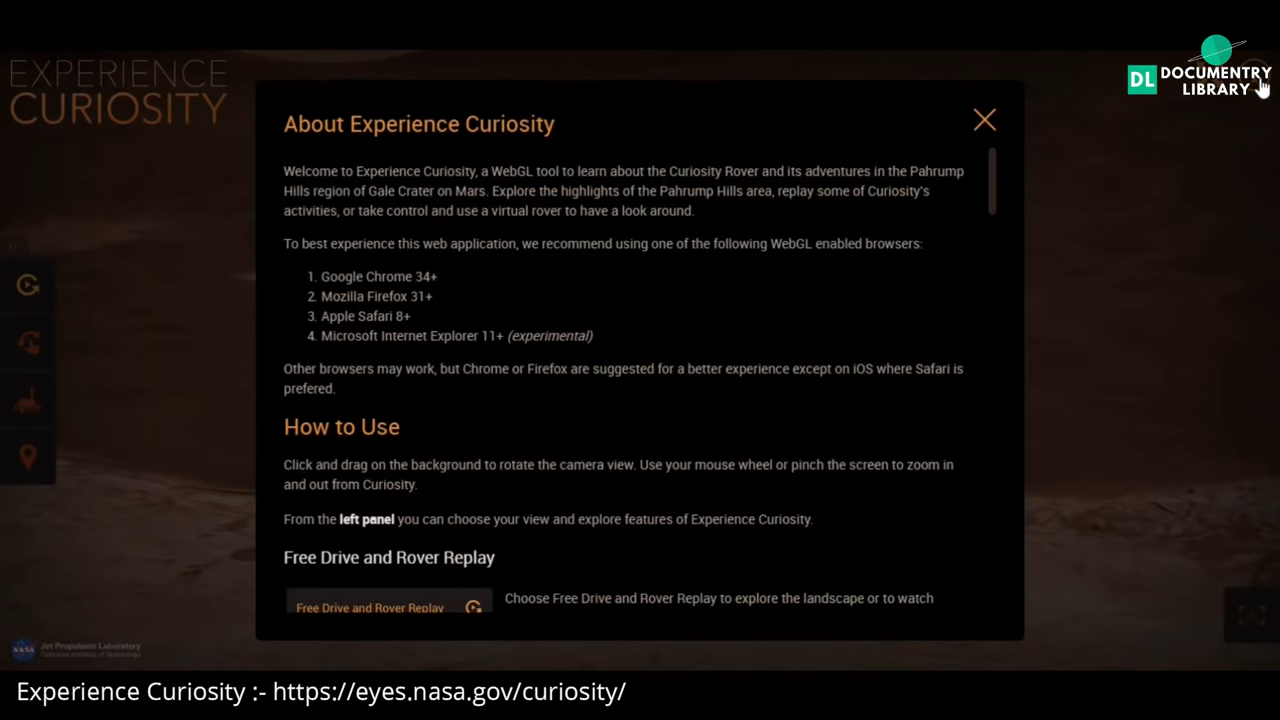 EXPERIENCE
CURIOSITY
DL DOCUMENTRY
LIBRARY
About Experience Curiosity
Welcome to Experience Curiosity, a WebGL tool to learn about the Curiosity Rover and its adventures in the Pahrump
Hills region of Gale Crater on Mars. Explore the highlights of the Pahrump Hills area, replay some of Curiosity's
activities, or take control and use a virtual rover to have a look around.
To best experience this web application, we recommend using one of the following WebGL enabled browsers:
1. Google Chrome 34+
2. Mozilla Firefox 31+
3. Apple Safari 8+
4. Microsoft Internet Explorer 11+ (experimental)
Other browsers may work, but Chrome or Firefox are suggested for a better experience except on iOS where Safari is
prefered.
How to Use
Click and drag on the background to rotate the camera view. Use your mouse wheel or pinch the screen to zoom in
and out from Curiosity.
From the left panel you can choose your view and explore features of Experience Curiosity.
Free Drive and Rover Replay
Free Drive and Rover Replay
Choose Free Drive and Rover Replay to explore the landscape or to watch
NASA
Jet Propulsion Laboratory
California Institute of Technology
Experience Curiosity :- https://eyes.nasa.gov/curiosity/